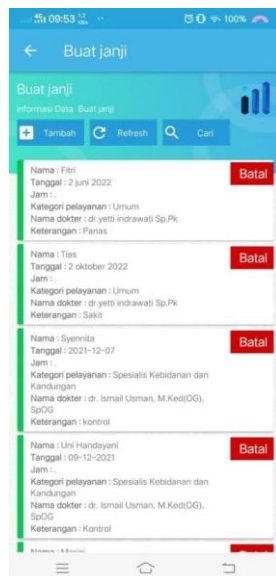 09:53
100%
Buat janji
Buat janji
Informasi Data Buat janji
Tambah
Refresh
Cari
Nama : Fitri
Batal
Tanggal : 2 juni 2022
Jam : .
Kategori pelayanan : Umum
Nama dokter : dr.yetti indrawati Sp.Pk
Keterangan : Panas
Nama : Tias
Batal
Tanggal : 2 oktober 2022
Jam : .
Kategori pelayanan : Umum
Nama dokter : dr.yetti indrawati Sp.Pk
Keterangan : Sakit
Nama : Syennita
Batal
Tanggal : 2021-12-07
Jam : .
Kategori pelayanan : Spesialis Kebidanan dan
Kandungan
Nama dokter : dr. Ismail Usman, M.Ked(OG),
SpOG
Keterangan : kontrol
Nama : Uni Handayani
Batal
Tanggal : 09-12-2021
Jam : .
Kategori pelayanan : Spesialis Kebidanan dan
Kandungan
Nama dokter : dr. Ismail Usman, M.Ked(OG),
SpOG
Keterangan : Kontrol